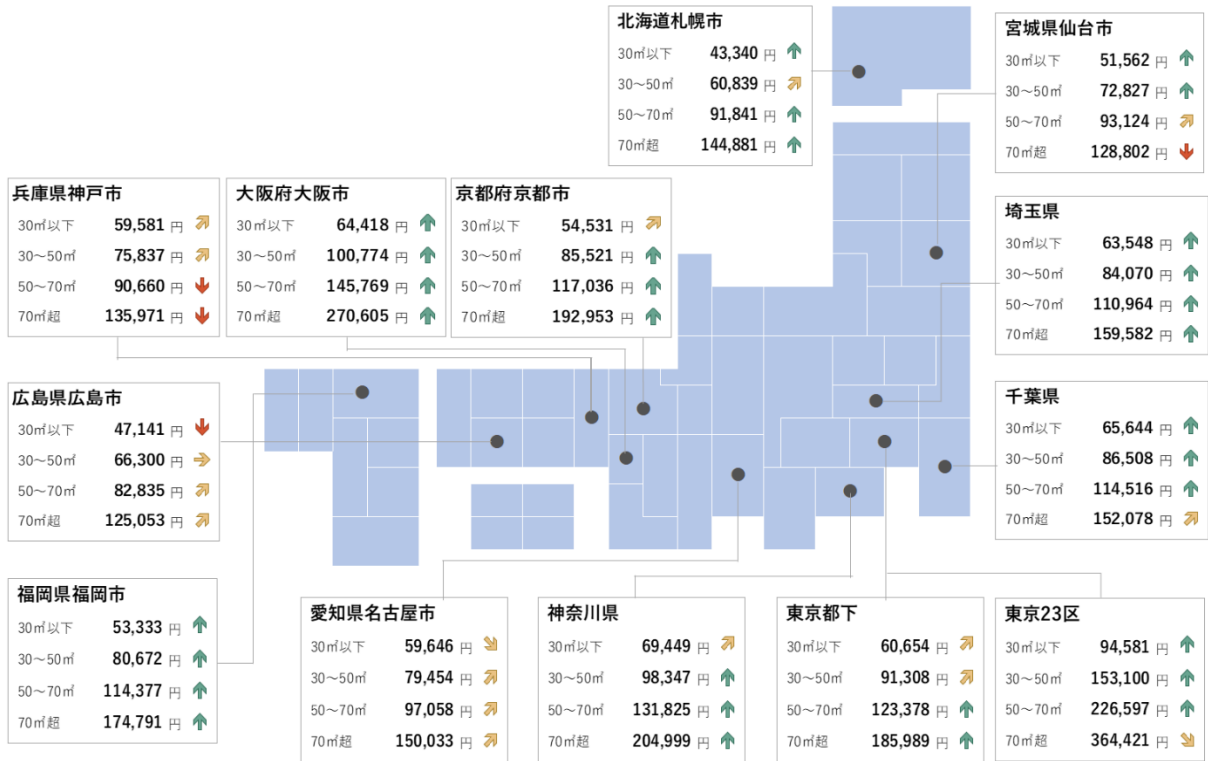 北海道札幌市
30㎡以下 43,340 円
30～50㎡ 60,839 円
50～70㎡ 91,841 円
70㎡超 144,881 円
宮城県仙台市
30㎡以下 51,562 円
30～50㎡ 72,827 円
50～70㎡ 93,124 円
70㎡超 128,802 円
兵庫県神戸市
30㎡以下 59,581 円
30～50㎡ 75,837 円
50～70㎡ 90,660 円
70㎡超 135,971 円
大阪府大阪市
30㎡以下 64,418 円
30～50㎡ 100,774 円
50～70㎡ 145,769 円
70㎡超 270,605 円
京都府京都市
30㎡以下 54,531 円
30～50㎡ 85,521 円
50～70㎡ 117,036 円
70㎡超 192,953 円
埼玉県
30㎡以下 63,548 円
30～50㎡ 84,070 円
50～70㎡ 110,964 円
70㎡超 159,582 円
広島県広島市
30㎡以下 47,141 円
30～50㎡ 66,300 円
50～70㎡ 82,835 円
70㎡超 125,053 円
千葉県
30㎡以下 65,644 円
30～50㎡ 86,508 円
50～70㎡ 114,516 円
70㎡超 152,078 円
福岡県福岡市
30㎡以下 53,333 円
30～50㎡ 80,672 円
50～70㎡ 114,377 円
70㎡超 174,791 円
愛知県名古屋市
30㎡以下 59,646 円
30～50㎡ 79,454 円
50～70㎡ 97,058 円
70㎡超 150,033 円
神奈川県
30㎡以下 69,449 円
30～50㎡ 98,347 円
50～70㎡ 131,825 円
70㎡超 204,999 円
東京都下
30㎡以下 60,654 円
30～50㎡ 91,308 円
50～70㎡ 123,378 円
70㎡超 185,989 円
東京23区
30㎡以下 94,581 円
30～50㎡ 153,100 円
50～70㎡ 226,597 円
70㎡超 364,421 円